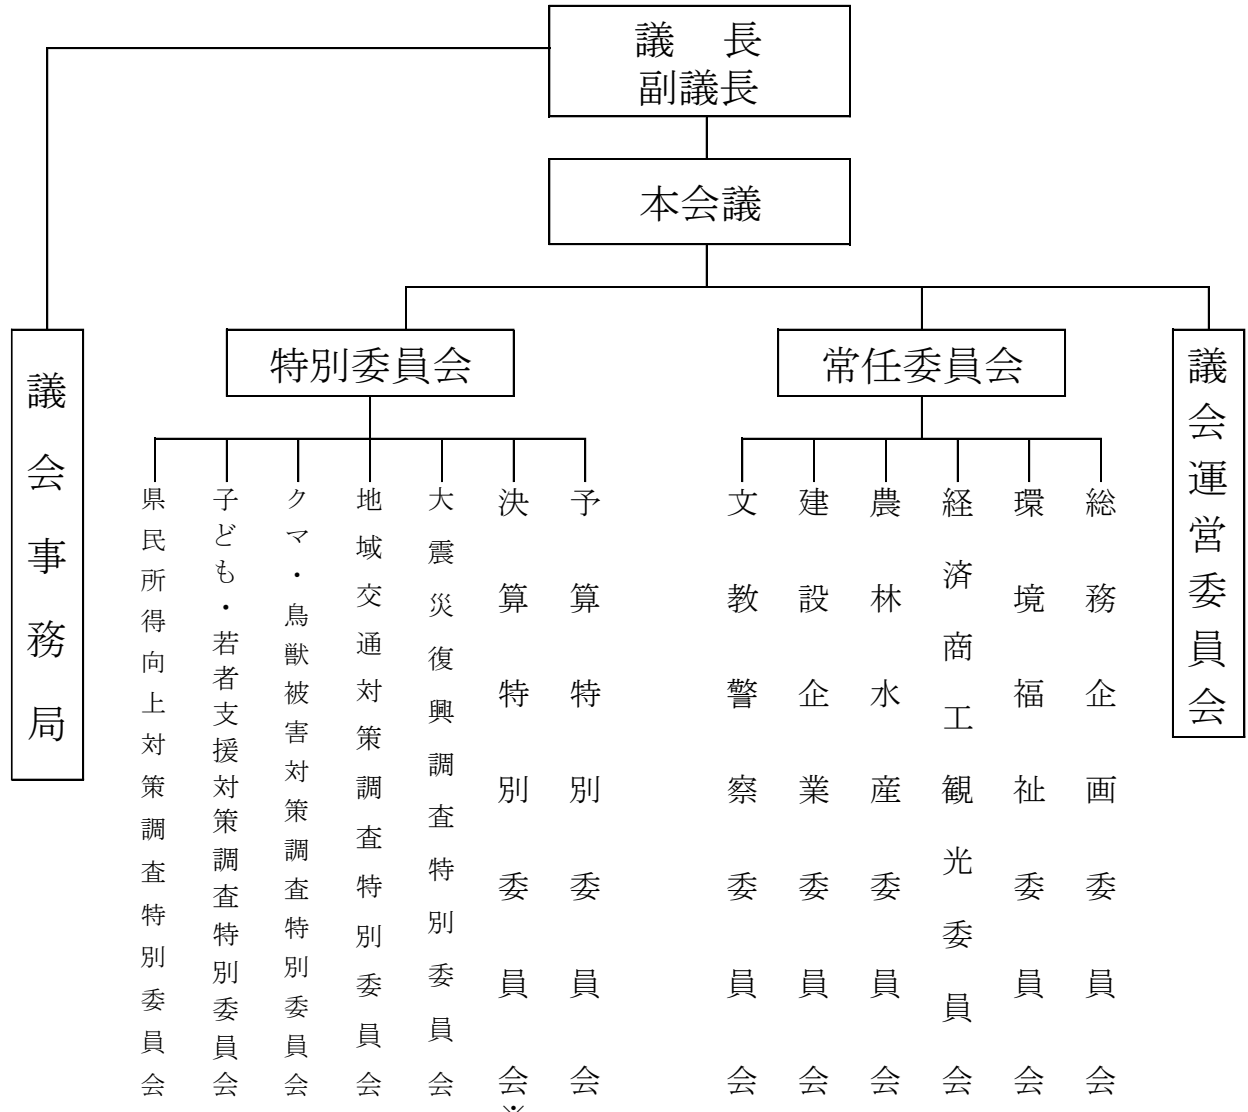 議　長
副議長
本会議
議会事務局
特別委員会
常任委員会
議会運営委員会
総務企画委員会
環境福祉委員会
経済商工観光委員会
農林水産委員会
建設企業委員会
文教警察委員会
予算特別委員会
決算特別委員会※
大震災復興調査特別委員会
地域交通対策調査特別委員会
クマ・鳥獣被害対策調査特別委員会
子ども・若者支援対策調査特別委員会
県民所得向上対策調査特別委員会